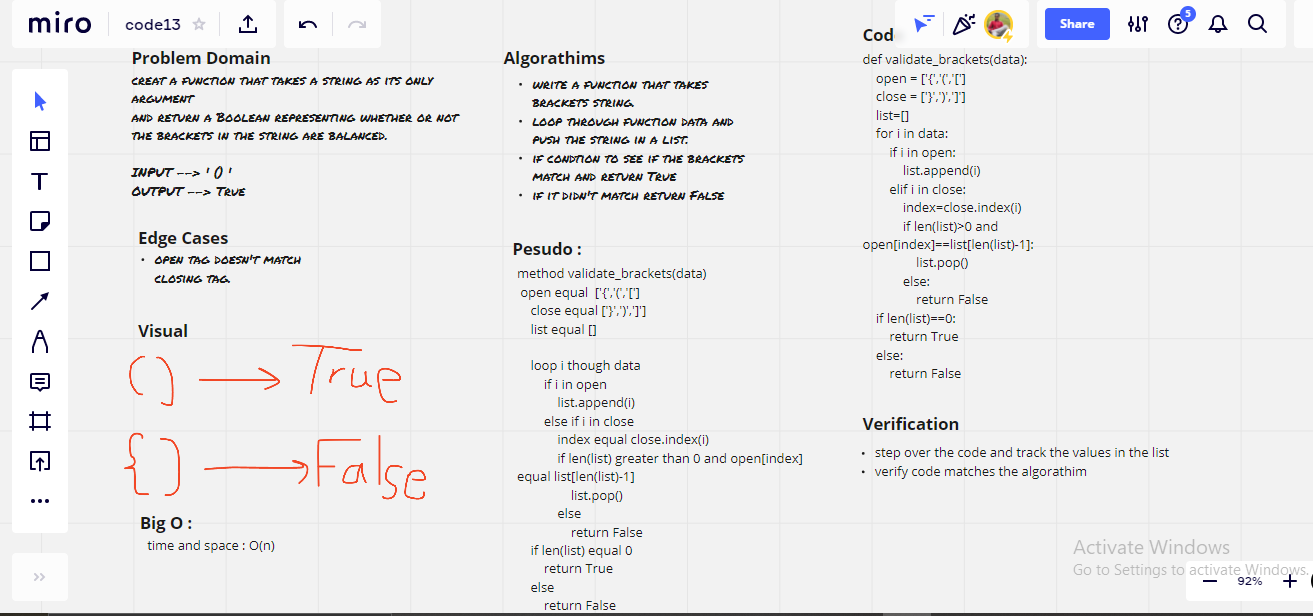 miro
code13
Share
5
Problem Domain
CREAT A FUNCTION THAT TAKES A STRING AS ITS ONLY
ARGUMENT
AND RETURN A BOOLEAN REPRESENTING WHETHER OR NOT
THE BRACKETS IN THE STRING ARE BALANCED.
INPUT --> ' () '
OUTPUT --> TRUE
Edge Cases
• OPEN TAG DOESN'T MATCH
CLOSING TAG.
Visual
() → True
{] → False
Big O :
time and space : O(n)
Algorathims
• WRITE A FUNCTION THAT TAKES
BRACKETS STRING.
• LOOP THROUGH FUNCTION DATA AND
PUSH THE STRING IN A LIST.
• IF CONDTION TO SEE IF THE BRACKETS
MATCH AND RETURN TRUE
• IF IT DIDN'T MATCH RETURN FALSE
Pesudo :
method validate_brackets(data)
open equal ['{','(','[']
close equal ['}',')',']']
list equal []
loop i though data
if i in open
list.append(i)
else if i in close
index equal close.index(i)
if len(list) greater than 0 and open[index]
equal list[len(list)-1]
list.pop()
else
return False
if len(list) equal 0
return True
else
return False
Cod
def validate_brackets(data):
open = ['{','(','[']
close = ['}',')',']']
list=[]
for i in data:
if i in open:
list.append(i)
elif i in close:
index=close.index(i)
if len(list)>0 and
open[index]==list[len(list)-1]:
list.pop()
else:
return False
if len(list)==0:
return True
else:
return False
Verification
• step over the code and track the values in the list
• verify code matches the algorathim
Activate Windows
Go to Settings to activate Windows.
92%